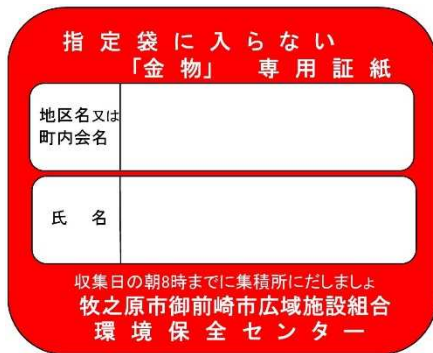 指定袋に入らない
「金物」 専用証紙
地区名又は
町内会名
氏 名
収集日の朝8時までに集積所にだしましょ
牧之原市御前崎市広域施設組合
環境保全センター